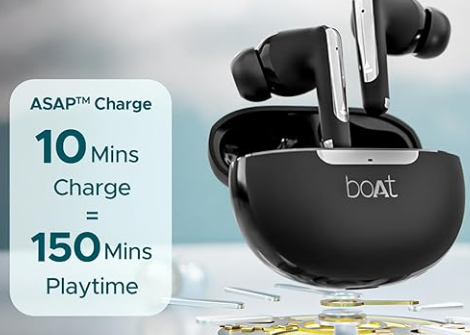 ASAP™ Charge
10 Mins
Charge
=
150 Mins
Playtime
boAt